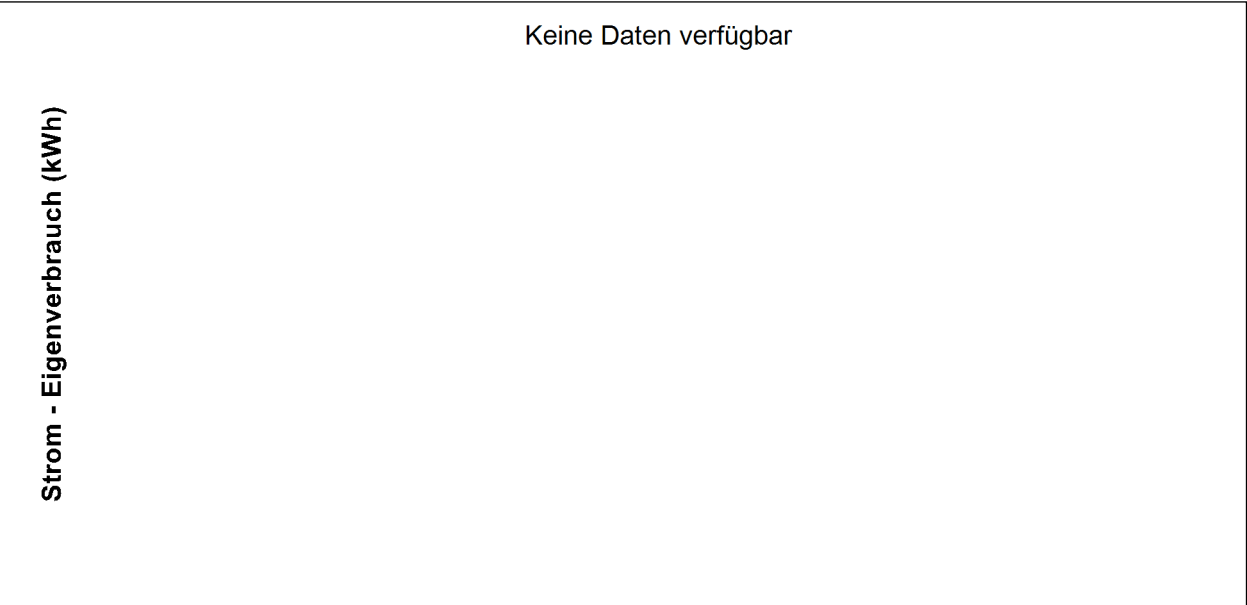 Keine Daten verfügbar
Strom - Eigenverbrauch (kWh)